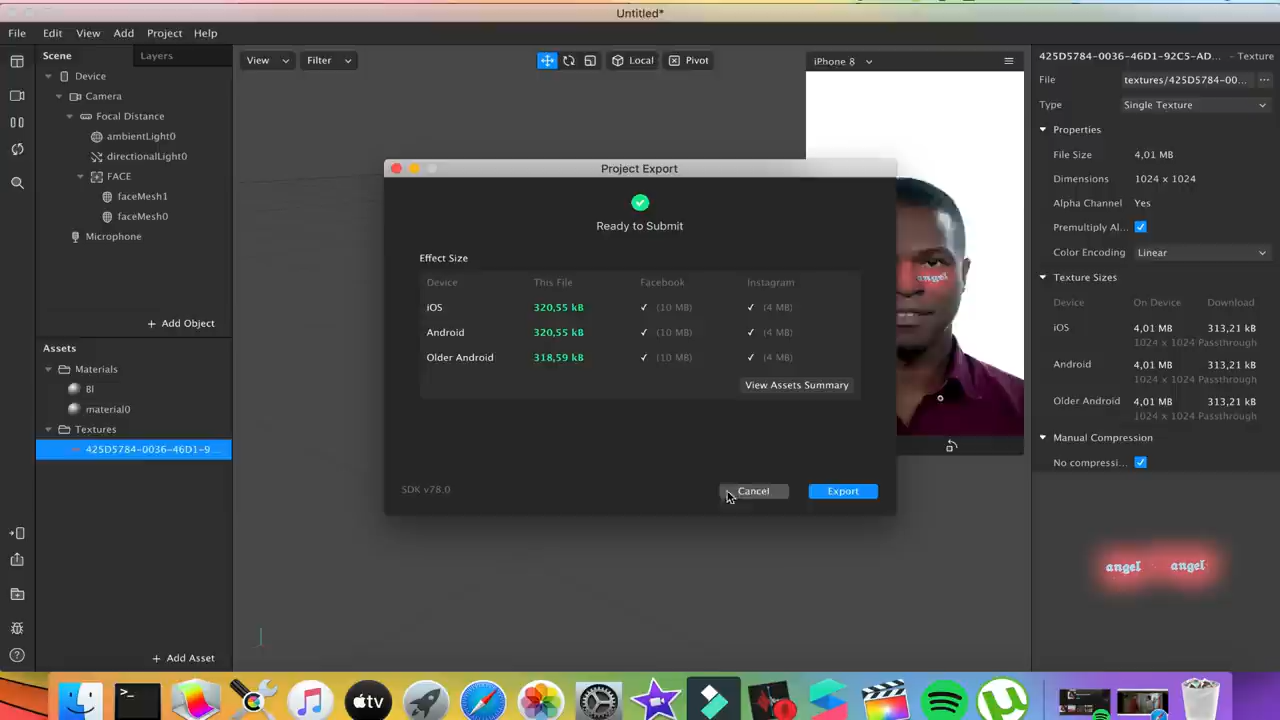 Untitled*
File Edit View Add Project Help
Scene Layers
Device
Camera
Focal Distance
ambientLight0
directionalLight0
FACE
faceMesh1
faceMesh0
Microphone
+ Add Object
Assets
Materials
Bl
material0
Textures
425D5784-0036-46D1-9...
+ Add Asset
View Filter Local Pivot
iPhone 8
angel
Project Export
Ready to Submit
Effect Size
Device This File Facebook Instagram
iOS 320,55 kB ✓ (10 MB) ✓ (4 MB)
Android 320,55 kB ✓ (10 MB) ✓ (4 MB)
Older Android 318,59 kB ✓ (10 MB) ✓ (4 MB)
View Assets Summary
SDK v78.0
Cancel Export
425D5784-0036-46D1-92C5-AD... - Texture
File textures/425D5784-00... ...
Type Single Texture
Properties
File Size 4,01 MB
Dimensions 1024 x 1024
Alpha Channel Yes
Premultiply Al...
Color Encoding Linear
Texture Sizes
Device On Device Download
iOS 4,01 MB 313,21 kB
1024 x 1024 Passthrough
Android 4,01 MB 313,21 kB
1024 x 1024 Passthrough
Older Android 4,01 MB 313,21 kB
1024 x 1024 Passthrough
Manual Compression
No compressi...
angel angel
>_ tv